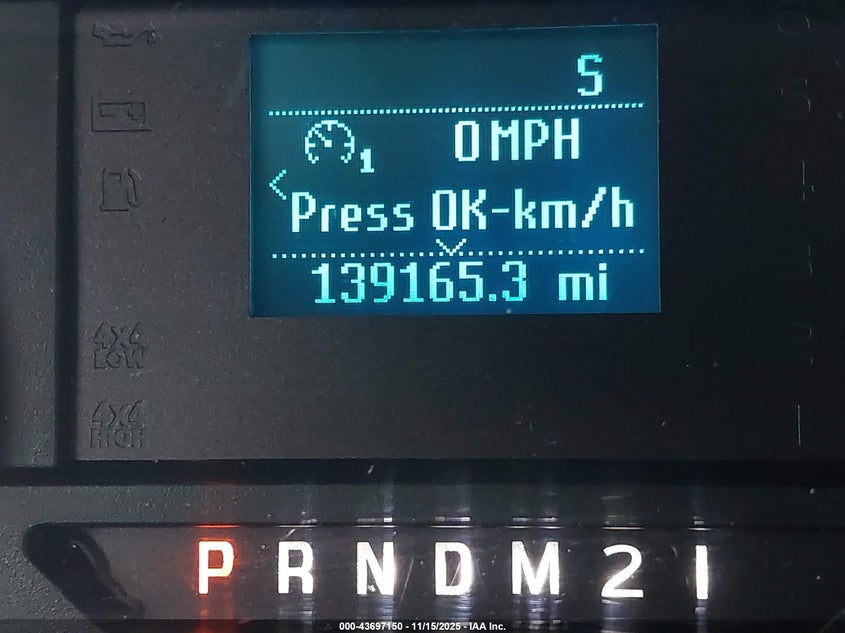 S
1 0 MPH
Press OK-km/h
139165.3 mi
4X4 LOW
4X4 HIGH
P R N D M 2 1
000-43697150 - 11/15/2025 - IAA Inc.